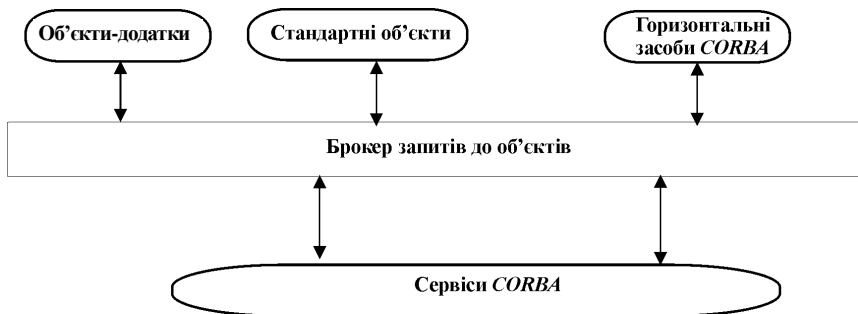 Об’єкти-додатки
Стандартні об’єкти
Горизонтальні
засоби CORBA
Брокер запитів до об’єктів
Сервіси CORBA